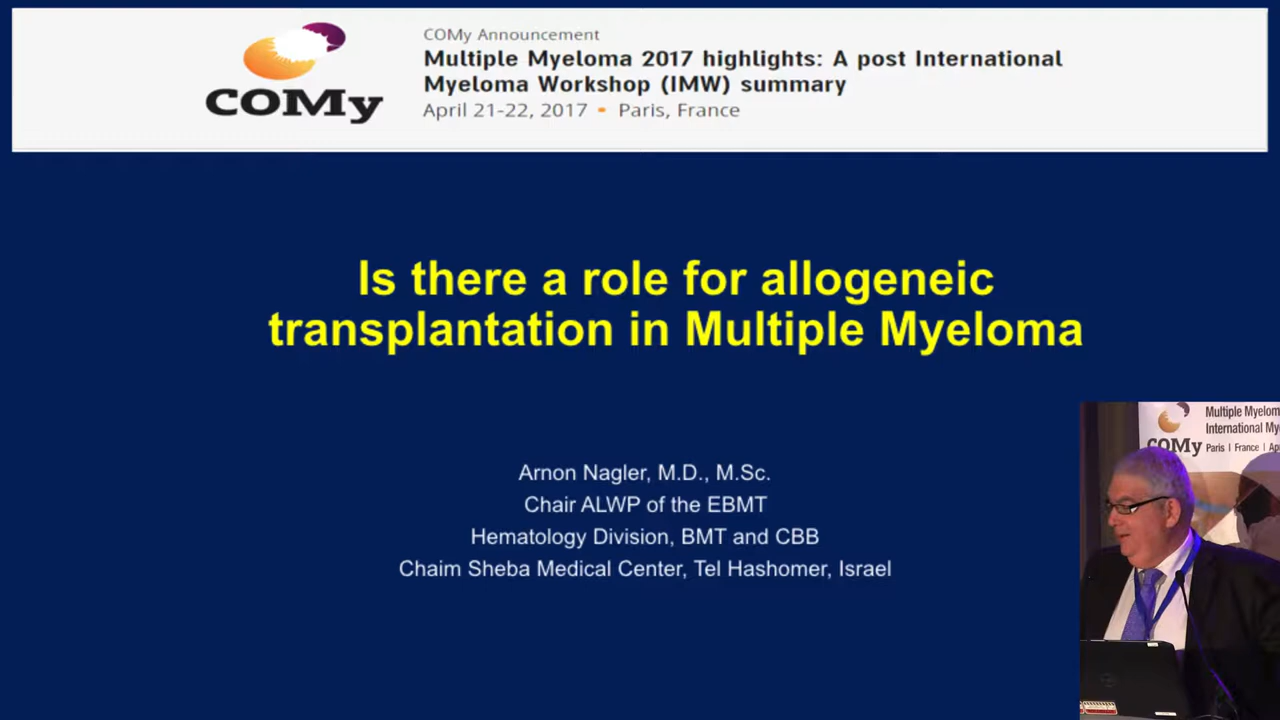 COMy Announcement
Multiple Myeloma 2017 highlights: A post International
Myeloma Workshop (IMW) summary
April 21-22, 2017 • Paris, France
COMy
Is there a role for allogeneic
transplantation in Multiple Myeloma
Arnon Nagler, M.D., M.Sc.
Chair ALWP of the EBMT
Hematology Division, BMT and CBB
Chaim Sheba Medical Center, Tel Hashomer, Israel
Multiple Myelom
International My
COMy
Paris | France | Ap